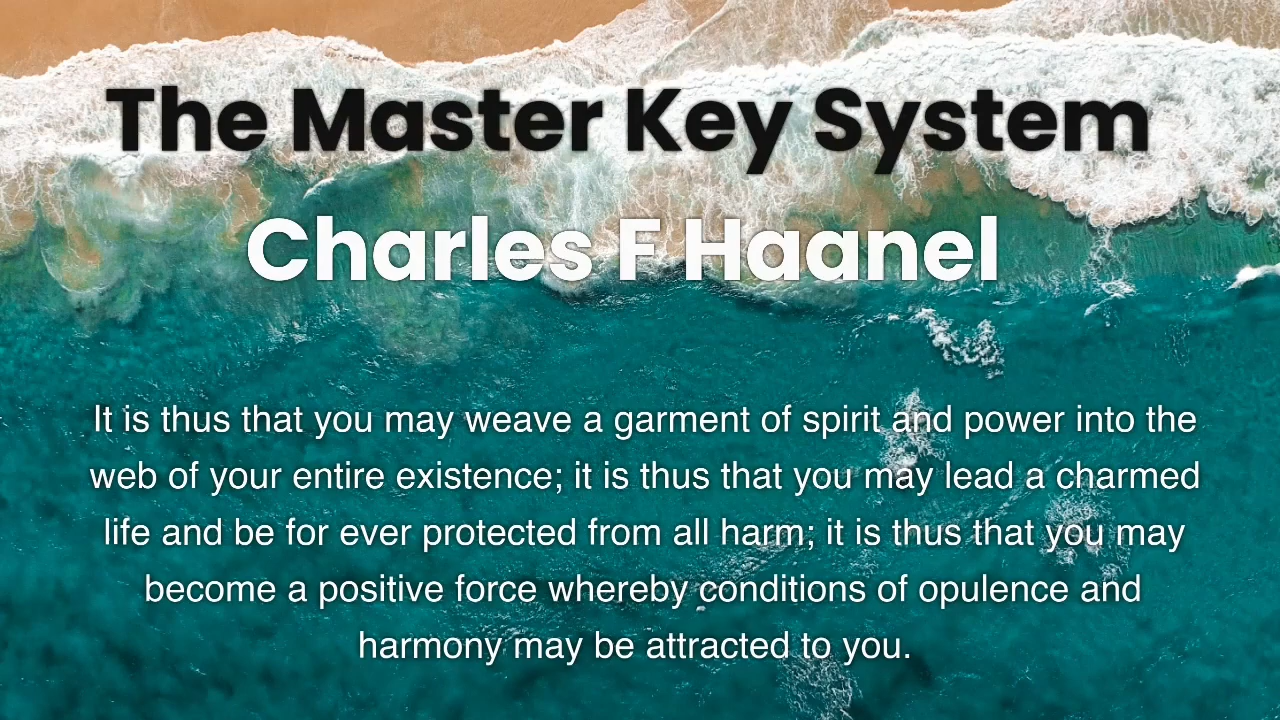 The Master Key System
Charles F Haanel
It is thus that you may weave a garment of spirit and power into the
web of your entire existence; it is thus that you may lead a charmed
life and be for ever protected from all harm; it is thus that you may
become a positive force whereby conditions of opulence and
harmony may be attracted to you.